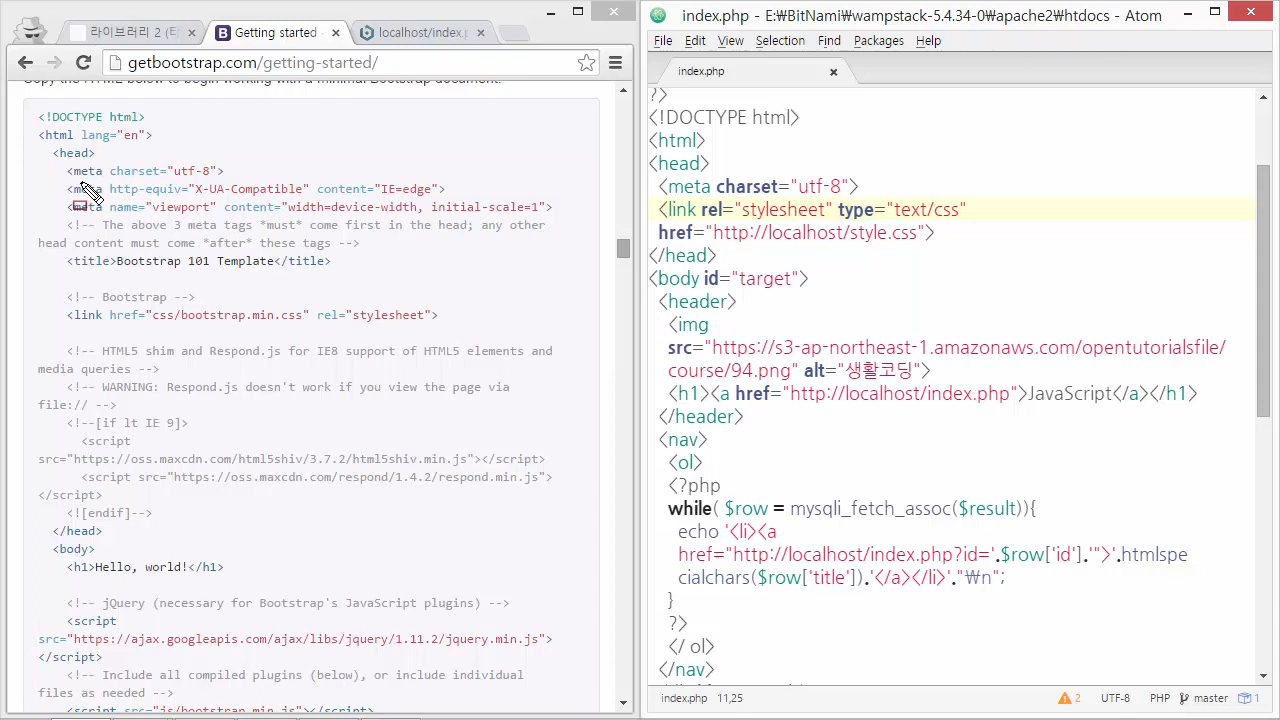 라이브러리 2 (
Getting started
localhost/index.p
getbootstrap.com/getting-started/
<!DOCTYPE html>
<html lang="en">
<head>
<meta charset="utf-8">
<meta http-equiv="X-UA-Compatible" content="IE=edge">
<meta name="viewport" content="width=device-width, initial-scale=1">
<!-- The above 3 meta tags *must* come first in the head; any other
head content must come *after* these tags -->
<title>Bootstrap 101 Template</title>
<!-- Bootstrap -->
<link href="css/bootstrap.min.css" rel="stylesheet">
<!-- HTML5 shim and Respond.js for IE8 support of HTML5 elements and
media queries -->
<!-- WARNING: Respond.js doesn't work if you view the page via
file:// -->
<!--[if lt IE 9]>
<script
src="https://oss.maxcdn.com/html5shiv/3.7.2/html5shiv.min.js"></script>
<script src="https://oss.maxcdn.com/respond/1.4.2/respond.min.js">
</script>
<![endif]-->
</head>
<body>
<h1>Hello, world!</h1>
<!-- jQuery (necessary for Bootstrap's JavaScript plugins) -->
<script
src="https://ajax.googleapis.com/ajax/libs/jquery/1.11.2/jquery.min.js">
</script>
<!-- Include all compiled plugins (below), or include individual
files as needed -->
<script src="js/bootstrap.min.js"></script>
index.php - E:₩BitNami₩wampstack-5.4.34-0₩apache2₩htdocs - Atom
File Edit View Selection Find Packages Help
index.php
?>
<!DOCTYPE html>
<html>
<head>
<meta charset="utf-8">
<link rel="stylesheet" type="text/css"
href="http://localhost/style.css">
</head>
<body id="target">
<header>
<img
src="https://s3-ap-northeast-1.amazonaws.com/opentutorialsfile/
course/94.png" alt="생활코딩">
<h1><a href="http://localhost/index.php">JavaScript</a></h1>
</header>
<nav>
<ol>
<?php
while( $row = mysqli_fetch_assoc($result)){
echo '<li><a
href="http://localhost/index.php?id='.$row['id'].'">'.htmlspe
cialchars($row['title']).'</a></li>'."₩n";
}
?>
</ ol>
</nav>
index.php 11,25 2 UTF-8 PHP master 1